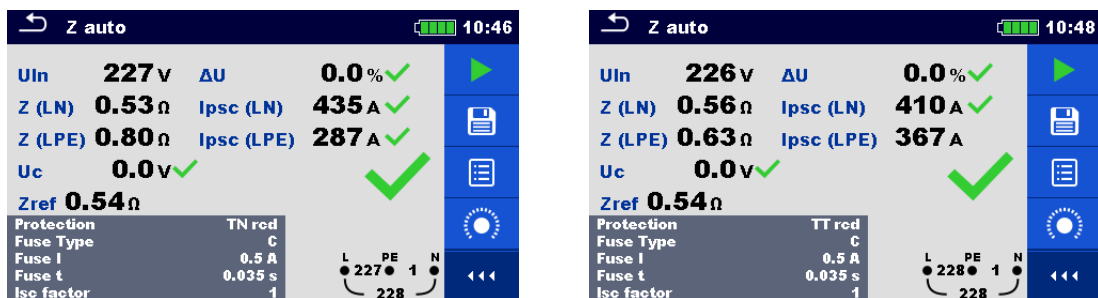 Z auto 10:46
Uln 227 V ΔU 0.0 %
Z (LN) 0.53 Ω Ipsc (LN) 435 A
Z (LPE) 0.80 Ω Ipsc (LPE) 287 A
Uc 0.0 V
Zref 0.54 Ω
Protection TN rcd
Fuse Type C
Fuse I 0.5 A
Fuse t 0.035 s
Isc factor 1
L PE N
227 1
228
Z auto 10:48
Uln 226 V ΔU 0.0 %
Z (LN) 0.56 Ω Ipsc (LN) 410 A
Z (LPE) 0.63 Ω Ipsc (LPE) 367 A
Uc 0.0 V
Zref 0.54 Ω
Protection TT rcd
Fuse Type C
Fuse I 0.5 A
Fuse t 0.035 s
Isc factor 1
L PE N
228 1
228